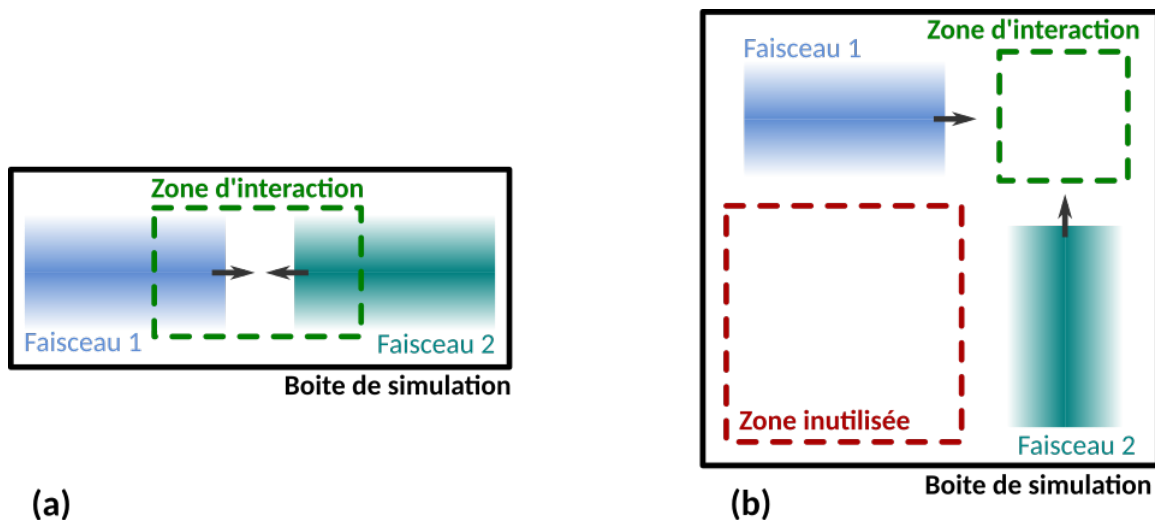 Zone d'interaction
Faisceau 1
Faisceau 2
Boite de simulation
(a)
Zone d'interaction
Faisceau 1
Zone inutilisée
Faisceau 2
Boite de simulation
(b)